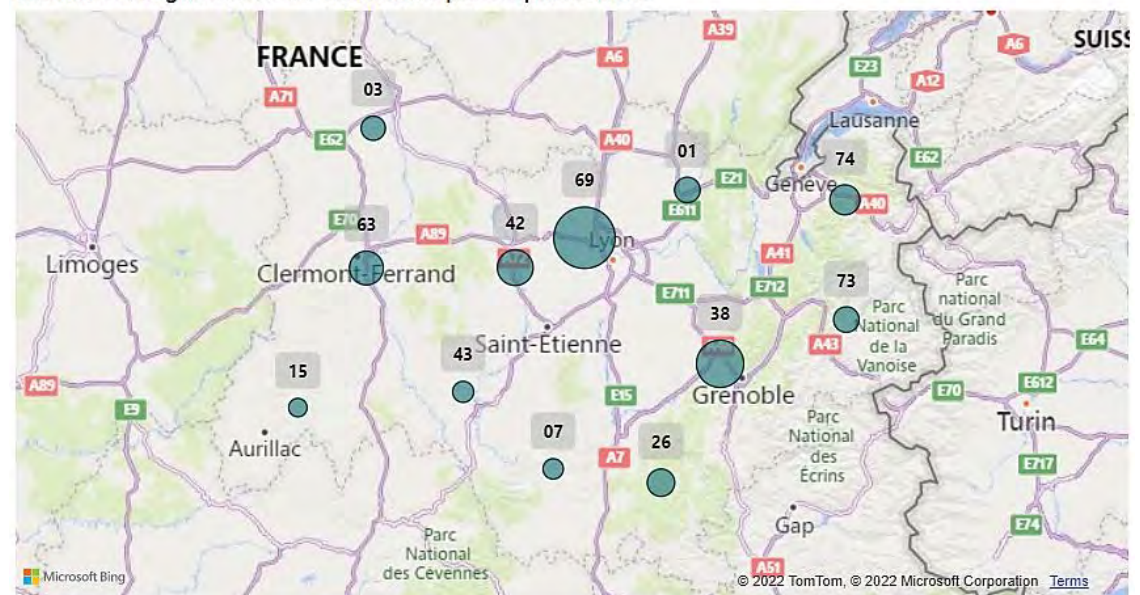 A39
A6
A6
SUISS
FRANCE
E23
03
A71
A12
Lausanne
E62
A40
01
74
E62
69
Genève
E21
A40
E611
E70
63
A89
42
Lyon
A41
Limoges
Clermont-Ferrand
A72
73
E712
E711
Parc
national
du Grand
Paradis
Parc
National
de la
Vanoise
38
Saint-Étienne
43
A43
E64
15
A89
E9
E15
Grenoble
E70
E612
Turin
07
26
Parc
National
des
Écrins
Aurillac
A7
E717
Gap
E74
Parc
National
des Cévennes
A51
Microsoft Bing
© 2022 TomTom, © 2022 Microsoft Corporation Terms